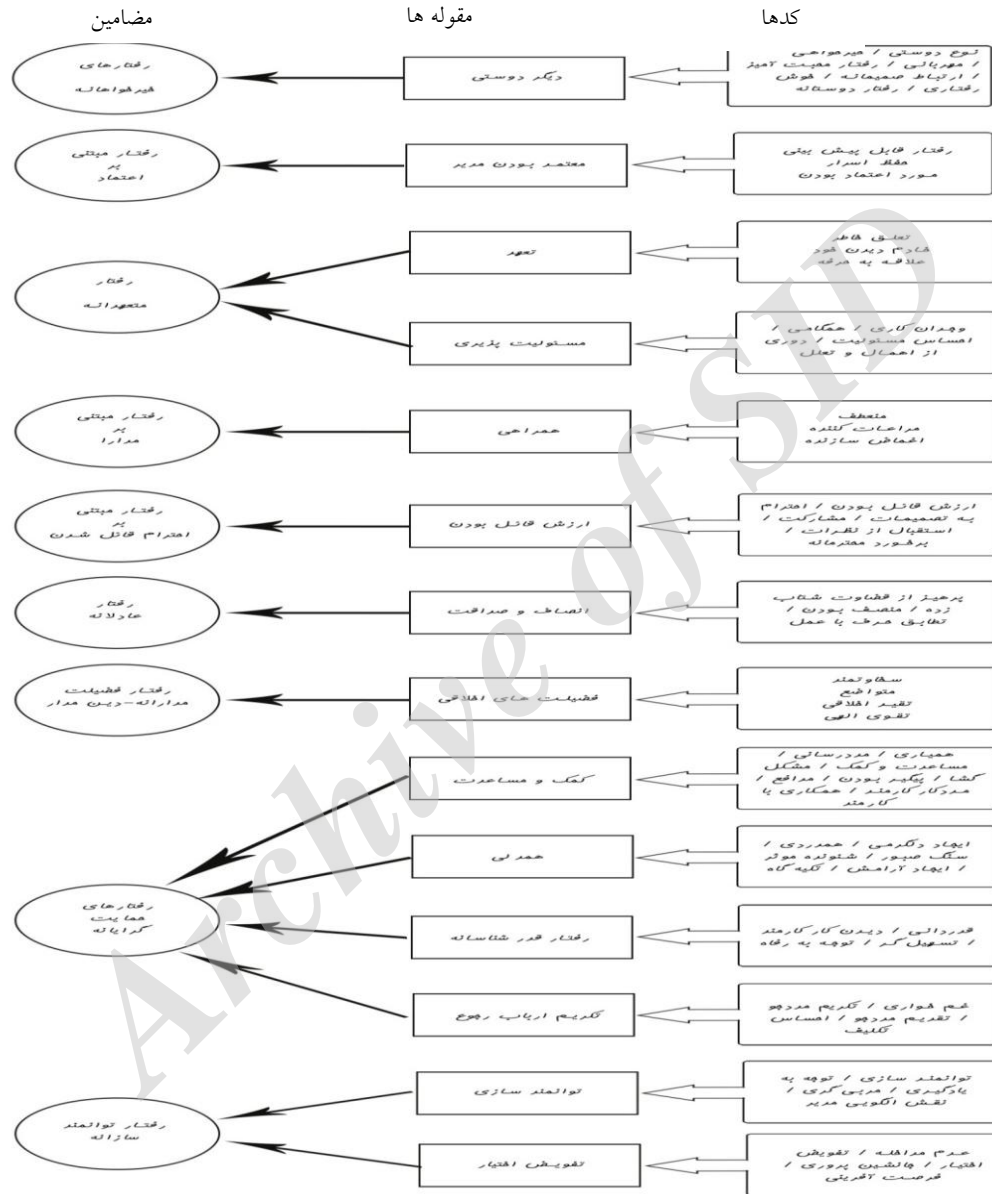 کدها
مقوله ها
مضامین
نوع دوستی / خیرخواهی
/ مهربانی / رفتار محبت آمیز
/ ارتباط صمیمانه / خوش
رفتاری / رفتار دوستانه
دیگر دوستی
رفتارهای
خیرخواهانه
رفتار قابل پیش بینی
حفظ اسرار
مورد اعتماد بودن
معتمد بودن مدیر
رفتار مبتنی
بر
اعتماد
تعلق خاطر
خادم دیدن خود
علاقه به حرفه
تعهد
رفتار
متعهدانه
وجدان کاری / همگامی /
احساس مسئولیت / دوری
از اهمال و تعلل
مسئولیت پذیری
منعطف
مراعات کننده
اغماض سازنده
همراهی
رفتار مبتنی
بر
مدارا
ارزش قائل بودن / احترام
به تصمیمات / مشارکت /
استقبال از نظرات /
برخورد محترمانه
ارزش قائل بودن
رفتار مبتنی
بر
احترام قائل شدن
پرهیز از قضاوت شتاب
زده / منصف بودن /
تطابق حرف با عمل
انصاف و صداقت
رفتار
عادلانه
سخاوتمند
متواضع
تقید اخلاقی
تقوی الهی
فضیلت های اخلاقی
رفتار فضیلت
مدارانه-دین مدار
همیاری / مددرسانی /
مساعدت و کمک / مشکل
گشا / پیگیر بودن / مدافع /
مددکار کارمند / همکاری با
کارمند
کمک و مساعدت
ایجاد دلگرمی / همدردی /
سنگ صبور / شنونده موثر
/ ایجاد آرامش / تکیه گاه
همدلی
رفتارهای
حمایت
گرایانه
قدردانی / دیدن کار کارمند
/ تسهیل گر / توجه به رفاه
رفتار قدر شناسانه
غم خواری / تکریم مددجو
/ تقدیم مددجو / احساس
تکلیف
تکریم ارباب رجوع
توانمند سازی / توجه به
یادگیری / مربی گری /
نقش الگویی مدیر
توانمند سازی
رفتار توانمند
سازانه
عدم مداخله / تفویض
اختیار / جانشین پروری /
فرصت آفرینی
تفویض اختیار
Archive of SID